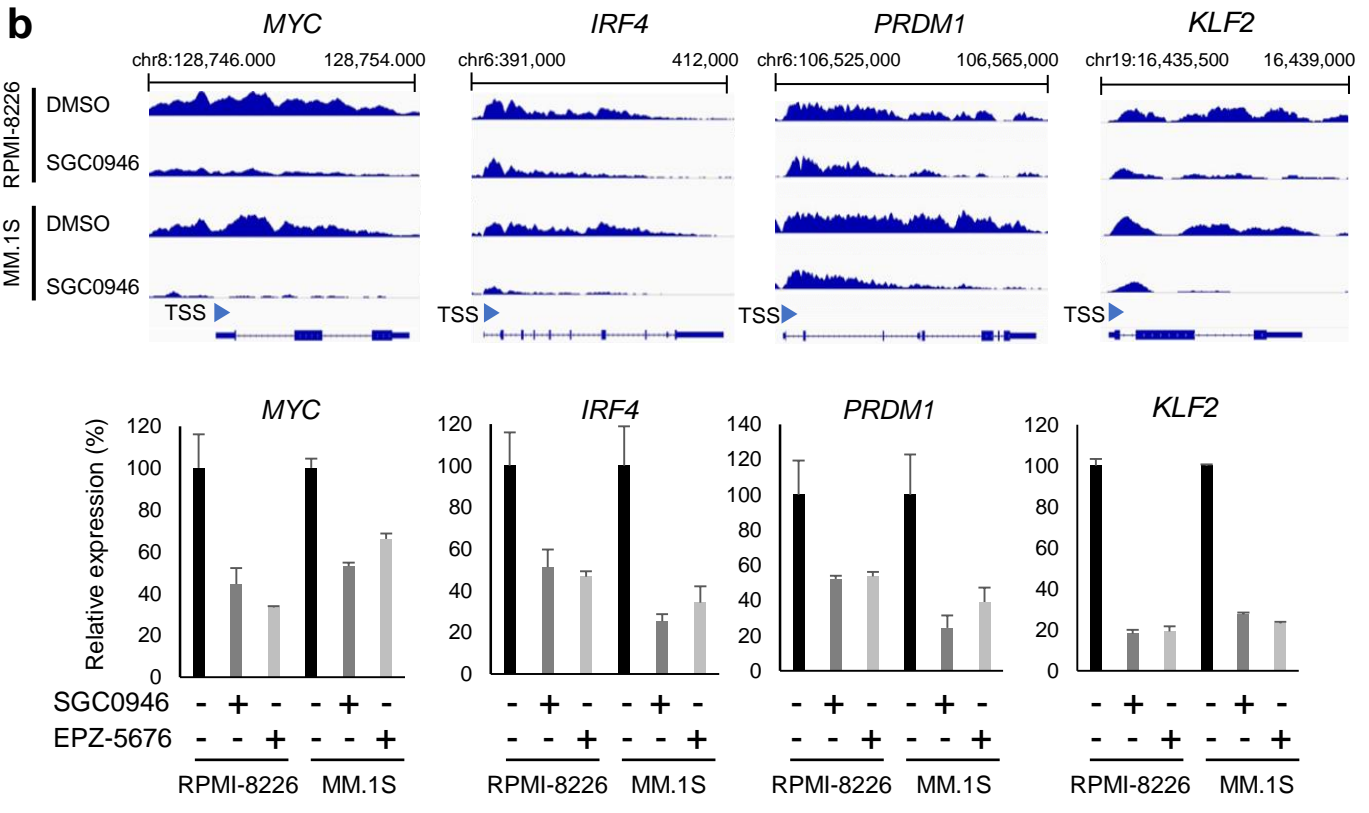 b
MYC IRF4 PRDM1 KLF2
chr8:128,746.000 128,754.000 chr6:391,000 412,000 chr6:106,525,000 106,565,000 chr19:16,435,500 16,439,000
RPMI-8226
DMSO
SGC0946
MM.1S
DMSO
SGC0946
TSS TSS TSS TSS
MYC IRF4 PRDM1 KLF2
Relative expression (%)
120
100
80
60
40
20
0
120
100
80
60
40
20
0
140
120
100
80
60
40
20
0
120
100
80
60
40
20
0
SGC0946 - + - - + - - + - - + - - + - - + - - + - - + -
EPZ-5676 - - + - - + - - + - - + - - + - - + - - + - - +
RPMI-8226 MM.1S RPMI-8226 MM.1S RPMI-8226 MM.1S RPMI-8226 MM.1S